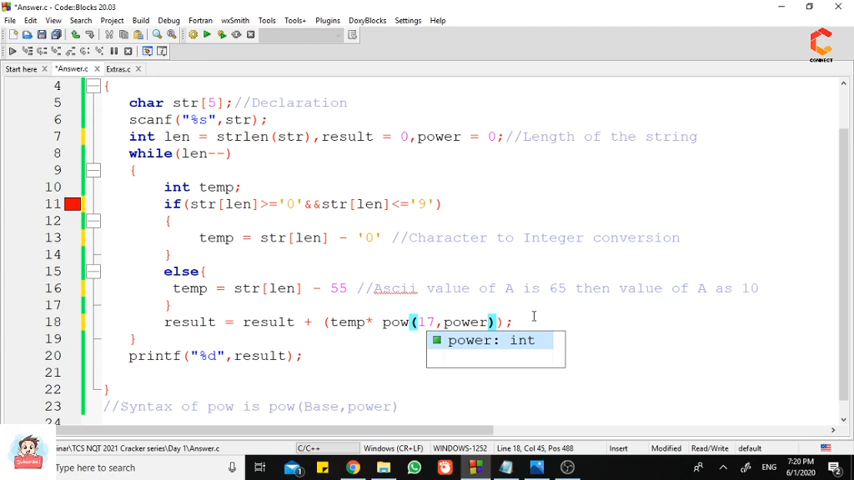 Answer.c - Code::Blocks 20.03
File Edit View Search Project Build Debug Fortran wxSmith Tools Tools+ Plugins DoxyBlocks Settings Help
CONNECT
Start here × *Answer.c × Extras.c ×
4 {
5 char str[5];//Declaration
6 scanf("%s",str);
7 int len = strlen(str),result = 0,power = 0;//Length of the string
8 while(len--)
9 {
10 int temp;
11 if(str[len]>='0'&&str[len]<='9')
12 {
13 temp = str[len] - '0' //Character to Integer conversion
14 }
15 else{
16 temp = str[len] - 55 //Ascii value of A is 65 then value of A as 10
17 }
18 result = result + (temp* pow(17,power));
power: int
19 }
20 printf("%d",result);
21
22 }
23 //Syntax of pow is pow(Base,power)
24
inar\TCS NQT 2021 Cracker series\Day 1\Answer.c C/C++ Windows (CR+LF) WINDOWS-1252 Line 18, Col 45, Pos 488 Insert Modified Read/Write default
Subscribe!
Type here to search
ENG
7:20 PM
6/1/2020
2